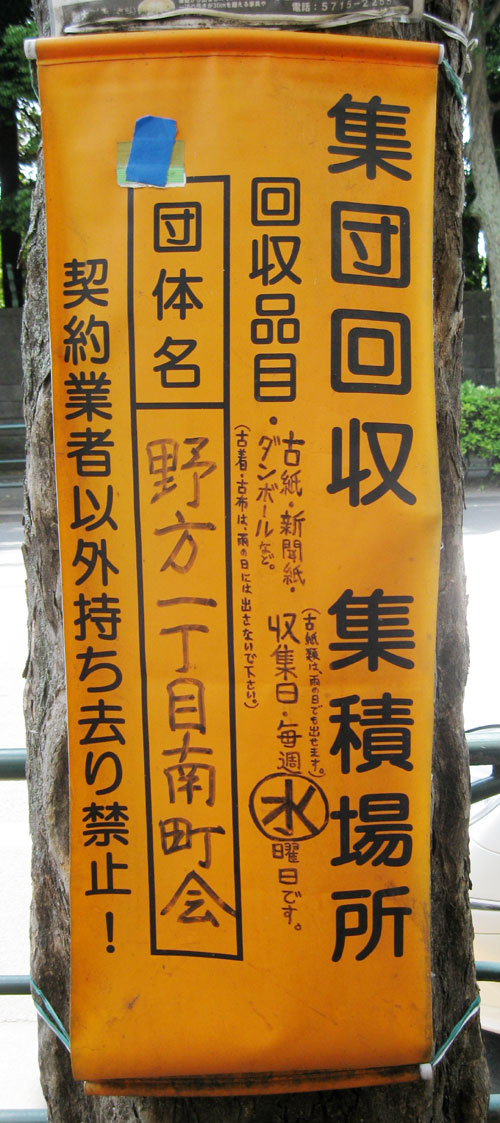 電話:5715-22
集団回収 集積場所
回収品目・古紙・新聞紙・
ダンボールなど。
(古着・古布は、雨の日には出さないで下さい。)
(古紙類は、雨の日でも出せます。)
収集日・毎週水曜日です。
団体名
野方一丁目南町会
契約業者以外持ち去り禁止!